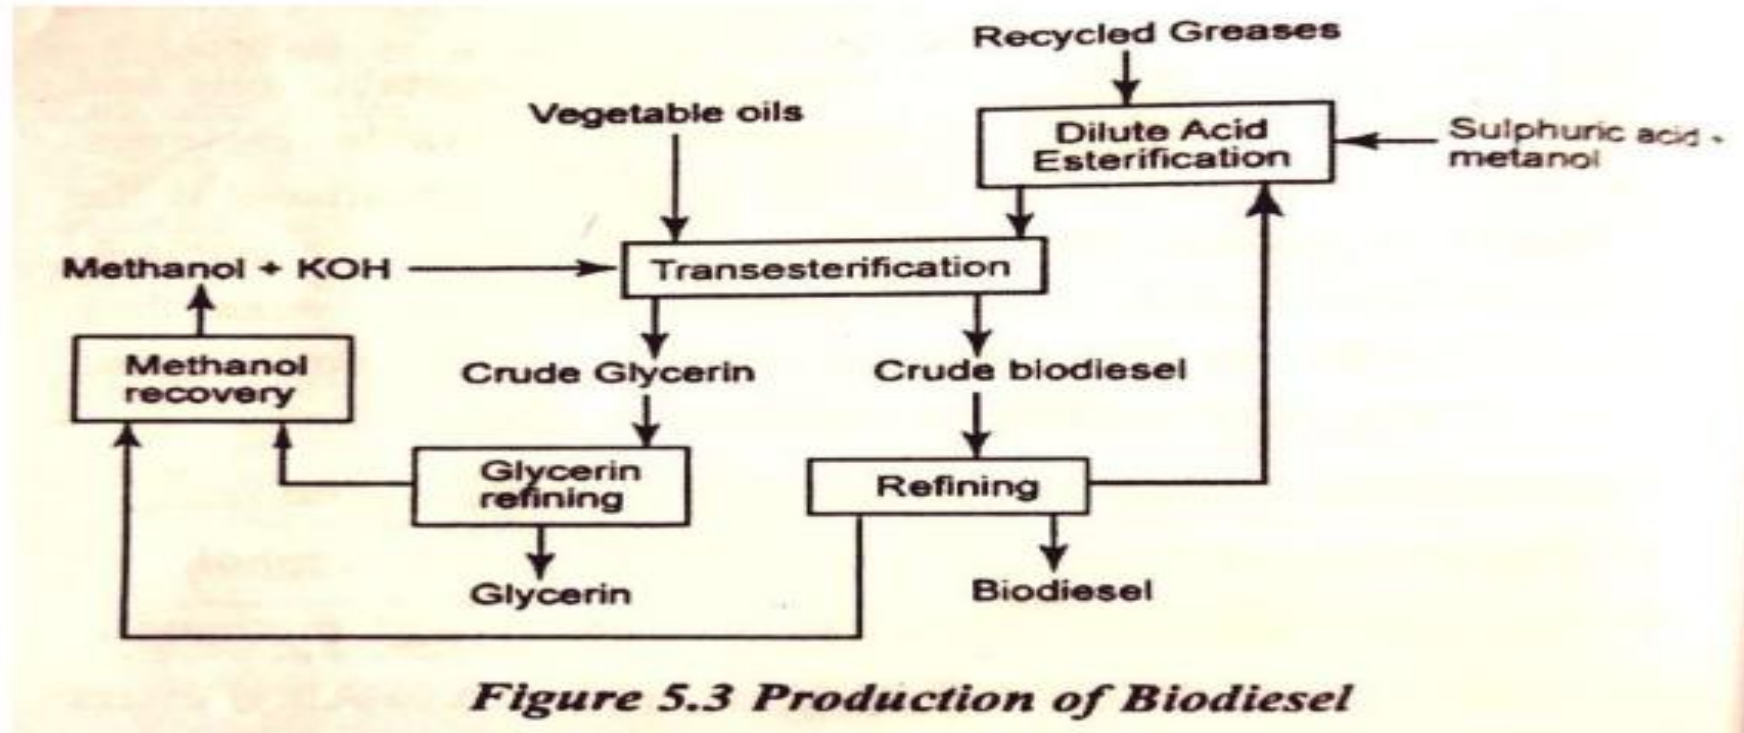 Recycled Greases
Vegetable oils
Dilute Acid
Esterification
Sulphuric acid -
metanol
Methanol + KOH
Transesterification
Methanol
recovery
Crude Glycerin
Crude biodiesel
Glycerin
refining
Refining
Glycerin
Biodiesel
Figure 5.3 Production of Biodiesel